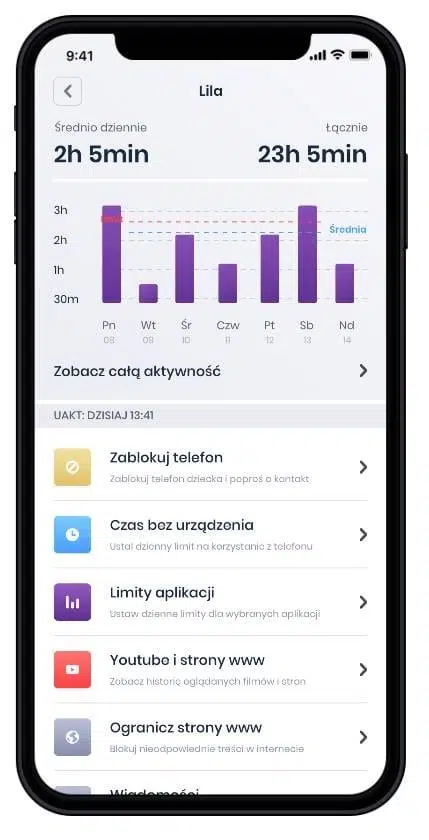 9:41
Lila
Średnio dziennie
Łącznie
2h 5min
23h 5min
3h
Średnia
2h
1h
30m
Pn Wt Śr Czw Pt Sb Nd
08 09 10 11 12 13 14
Zobacz całą aktywność
UAKT: DZISIAJ 13:41
Zablokuj telefon
Zablokuj telefon dziecka i poproś o kontakt
Czas bez urządzenia
Ustal dzienny limit na korzystanie z telefonu
Limity aplikacji
Ustaw dzienne limity dla wybranych aplikacji
Youtube i strony www
Zobacz historię oglądanych filmów i stron
Ogranicz strony www
Blokuj nieodpowiednie treści w internecie
Wiadomości